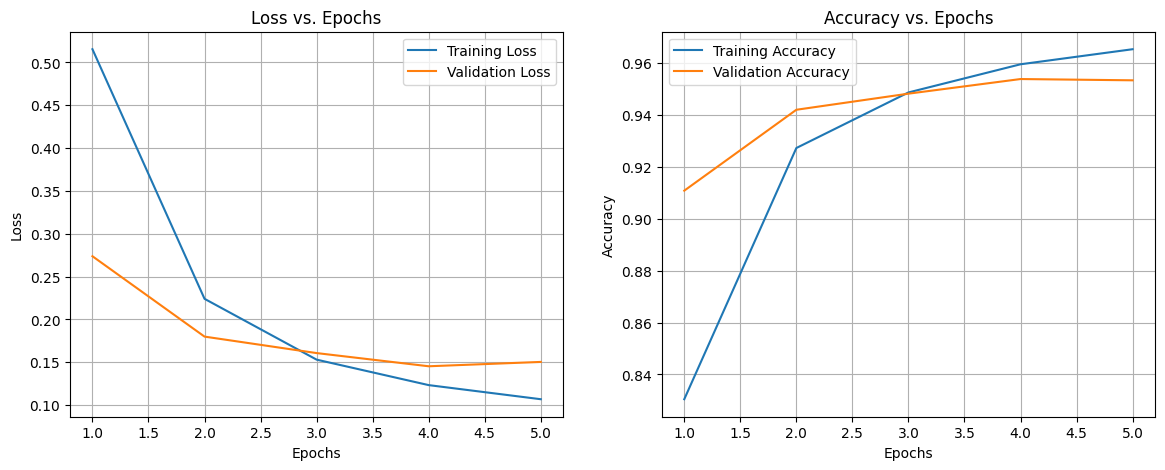 Loss vs. Epochs
Training Loss
Validation Loss
0.50
0.45
0.40
0.35
0.30
0.25
0.20
0.15
0.10
Loss
1.0 1.5 2.0 2.5 3.0 3.5 4.0 4.5 5.0
Epochs
Accuracy vs. Epochs
Training Accuracy
Validation Accuracy
0.96
0.94
0.92
0.90
0.88
0.86
0.84
Accuracy
1.0 1.5 2.0 2.5 3.0 3.5 4.0 4.5 5.0
Epochs